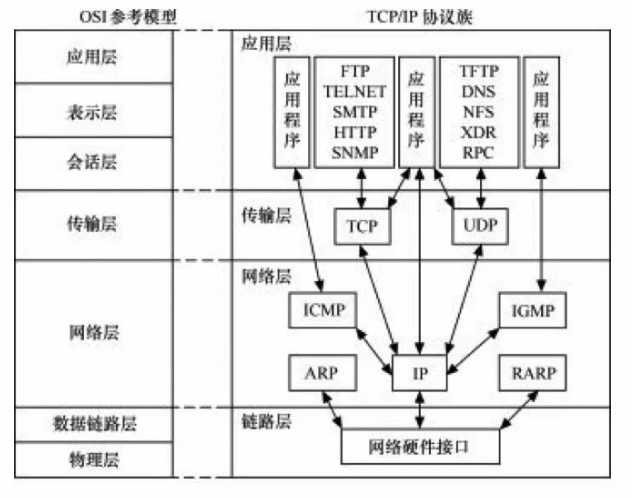 OSI 参考模型
TCP/IP 协议族
应用层
表示层
会话层
传输层
网络层
数据链路层
物理层
应用层
应用程序
FTP
TELNET
SMTP
HTTP
SNMP
应用程序
TFTP
DNS
NFS
XDR
RPC
应用程序
传输层
TCP
UDP
网络层
ICMP
IGMP
ARP
IP
RARP
链路层
网络硬件接口